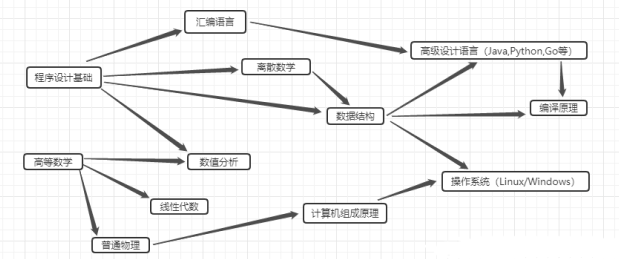 汇编语言
高级设计语言（Java,Python,Go等）
程序设计基础
离散数学
数据结构
编译原理
高等数学
数值分析
操作系统（Linux/Windows）
线性代数
计算机组成原理
普通物理